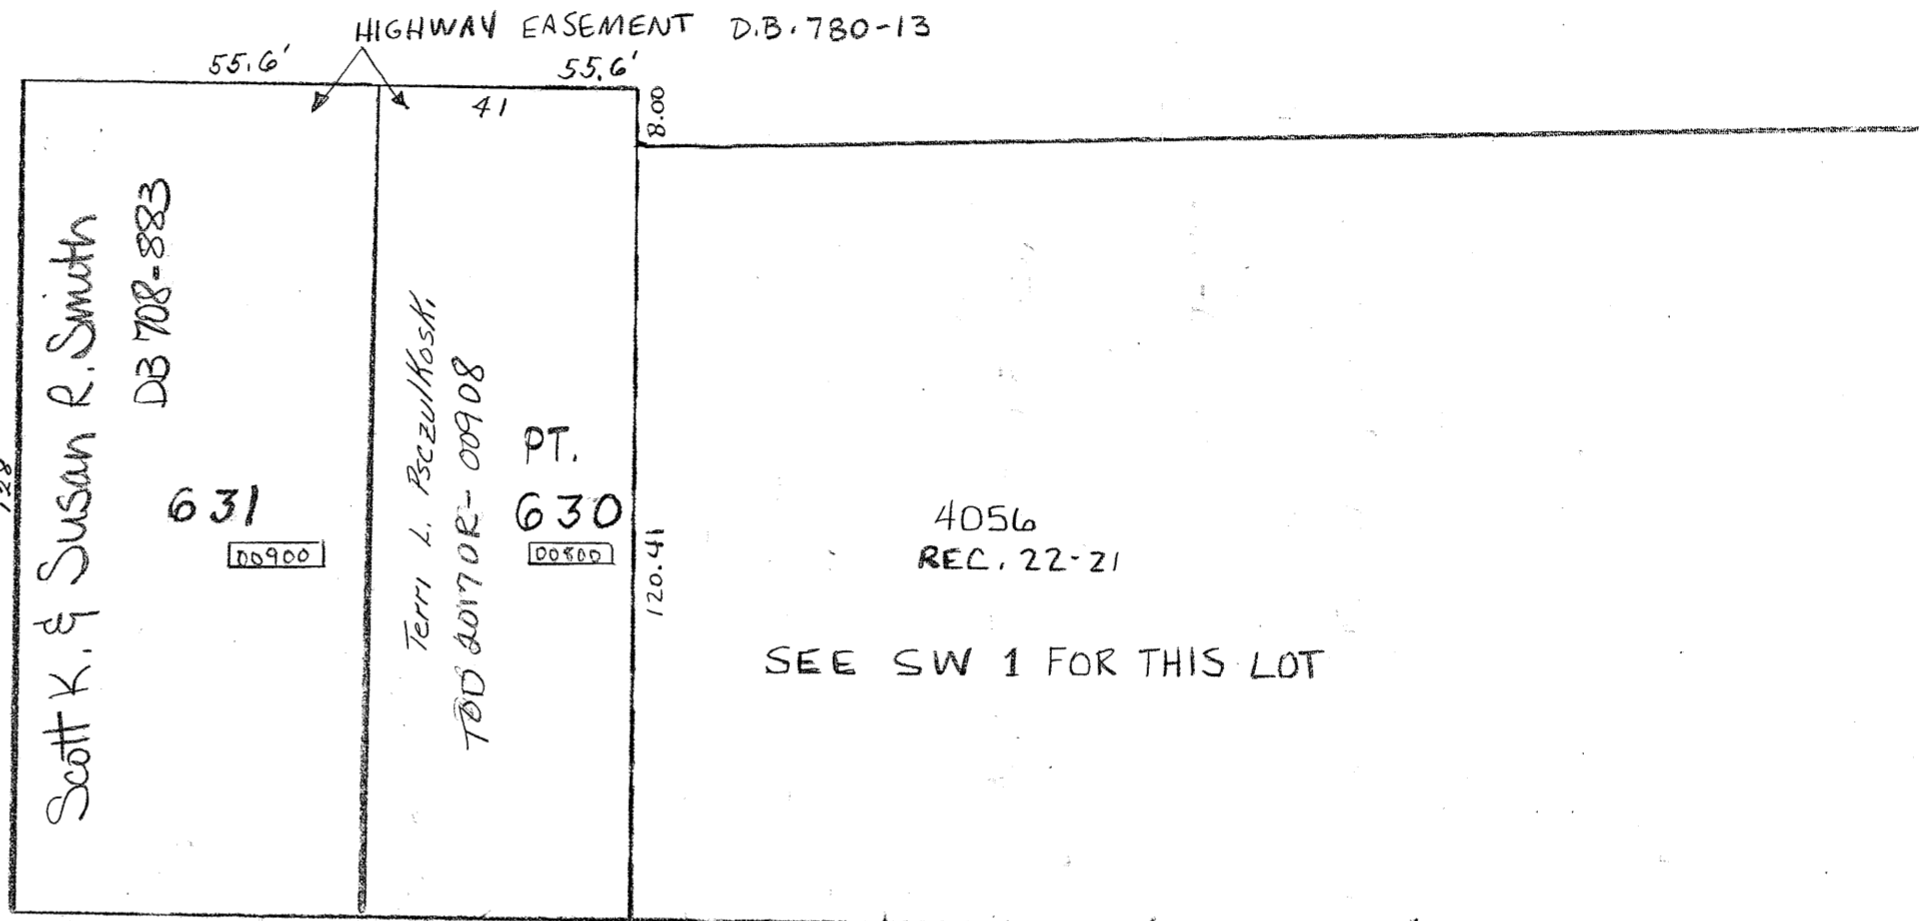 HIGHWAY EASEMENT D.B. 780-13
55.6'
55.6'
41
8.00
Scott K. & Susan R. Smith
DB 708-883
128
631
00900
Terri L. Psczulkoski
TOD 2017OR-00908
PT.
630
00800
120.41
4056
REC. 22-21
SEE SW 1 FOR THIS LOT